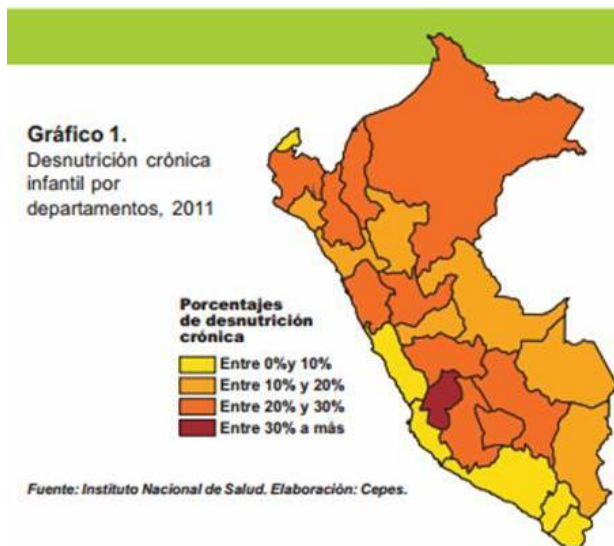 Gráfico 1.
Desnutrición crónica
infantil por
departamentos, 2011
Porcentajes
de desnutrición
crónica
Entre 0%y 10%
Entre 10% y 20%
Entre 20% y 30%
Entre 30% a más
Fuente: Instituto Nacional de Salud. Elaboración: Cepes.